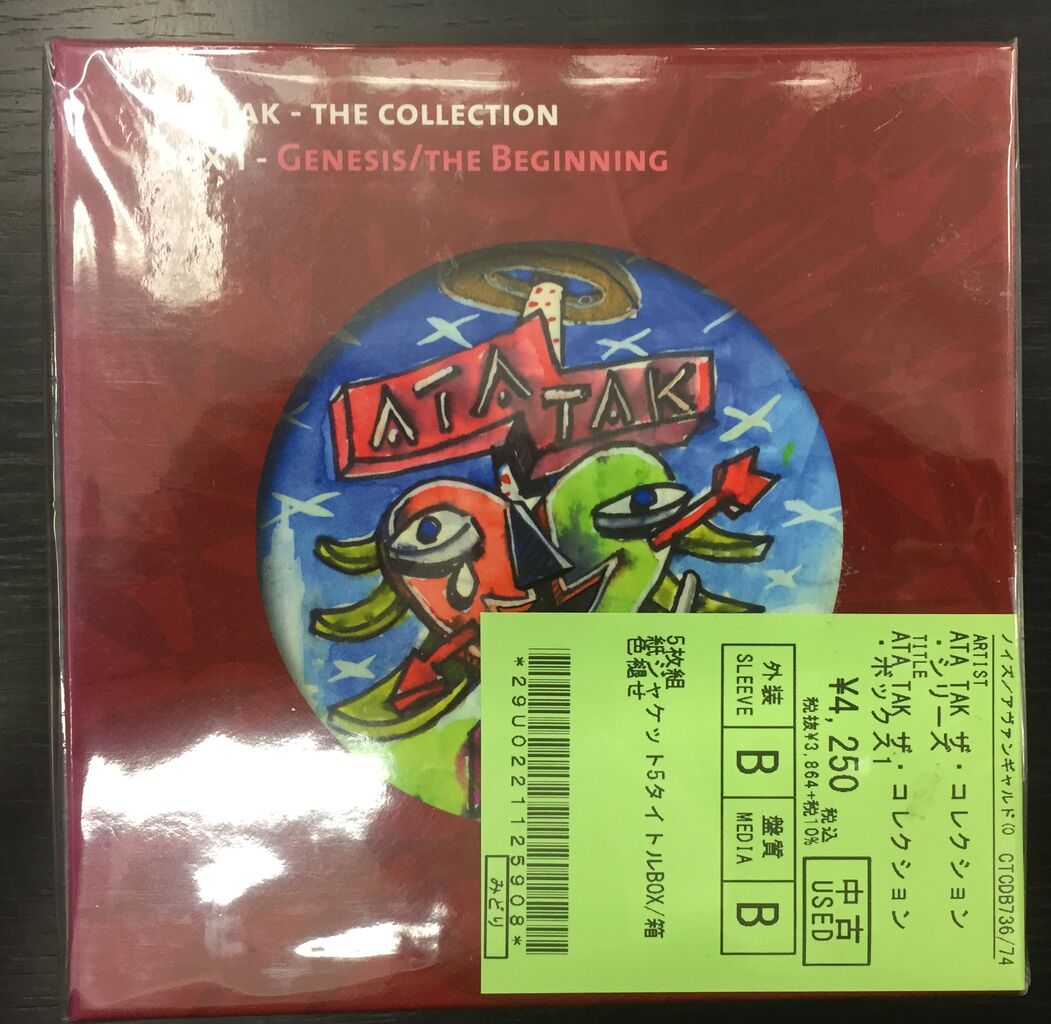 TAK - THE COLLECTION
1 - GENESIS/THE BEGINNING
ATA TAK
ノイズ/アヴァンギャルド(O CTCDB736/74
ARTIST
ATA TAK ザ・コレクション
・シリーズ
TITLE
ATA TAK ザ・コレクション
・ボックス1
¥4,250 税込
税抜¥3,864+税10%
中古
USED
外装
SLEEVE
B
盤質
MEDIA
B
5枚組
紙ジャケット5タイトルBOX/箱
色褪せ
*29U0221125908*
みどり